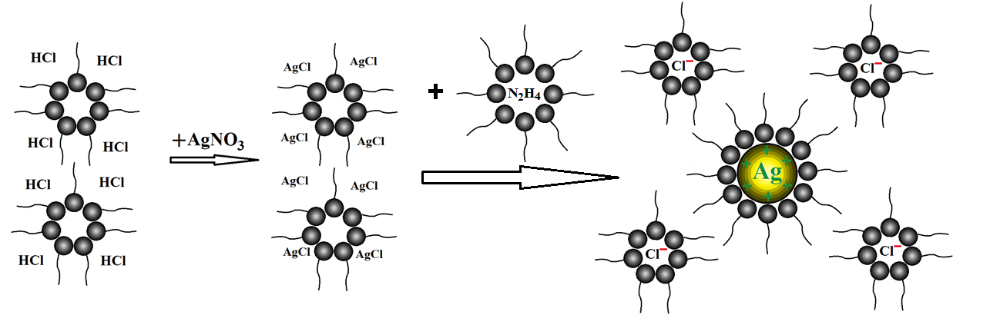 HCl HCl
HCl HCl
HCl HCl
HCl HCl
+AgNO₃
AgCl AgCl
AgCl AgCl
AgCl AgCl
AgCl AgCl
+
N₂H₄
Cl⁻ Cl⁻
+ + + Ag + + +
Cl⁻ Cl⁻